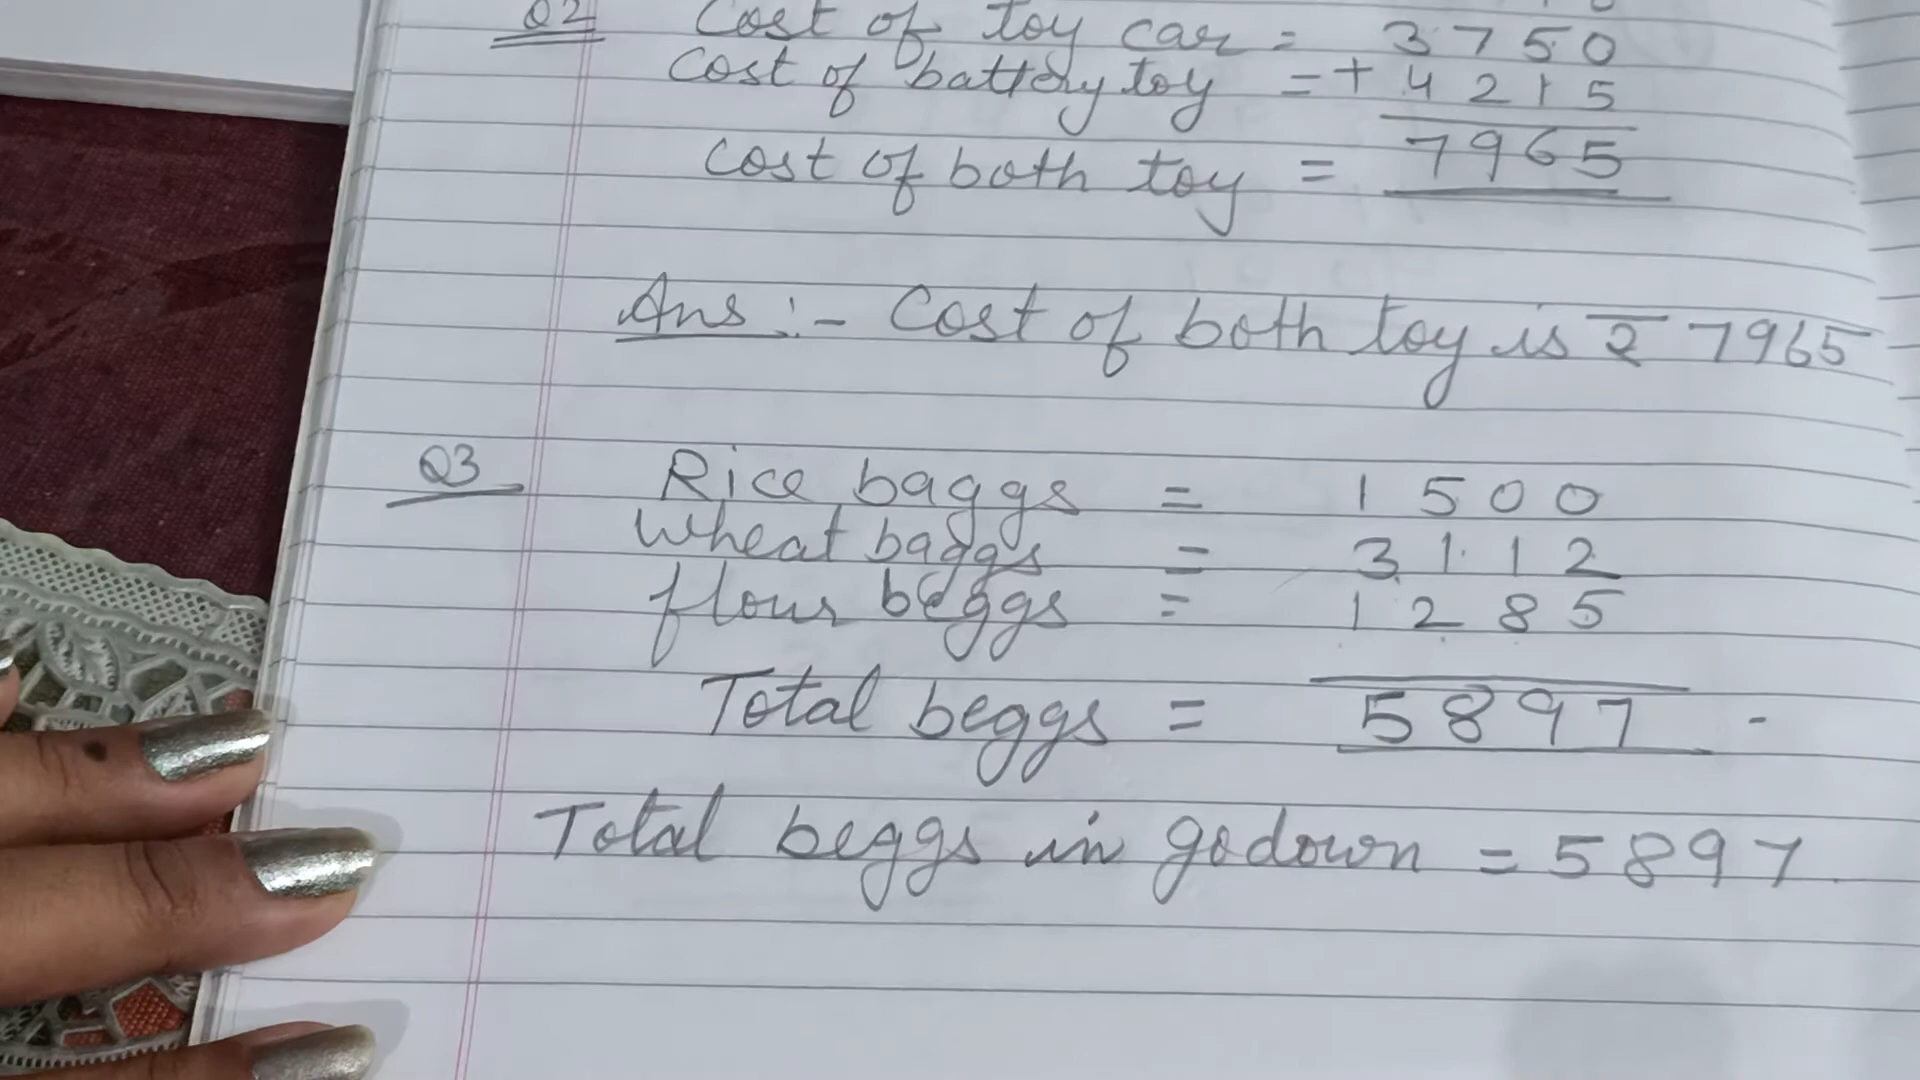 Q2 Cost of toy car = 3750
Cost of battery toy = + 4215
Cost of both toy = 7965
Ans :- Cost of both toy is ₹ 7965
Q3 Rice baggs = 1500
Wheat baggs = 3112
flour beggs = 1285
Total beggs = 5897
Total beggs in godown = 5897